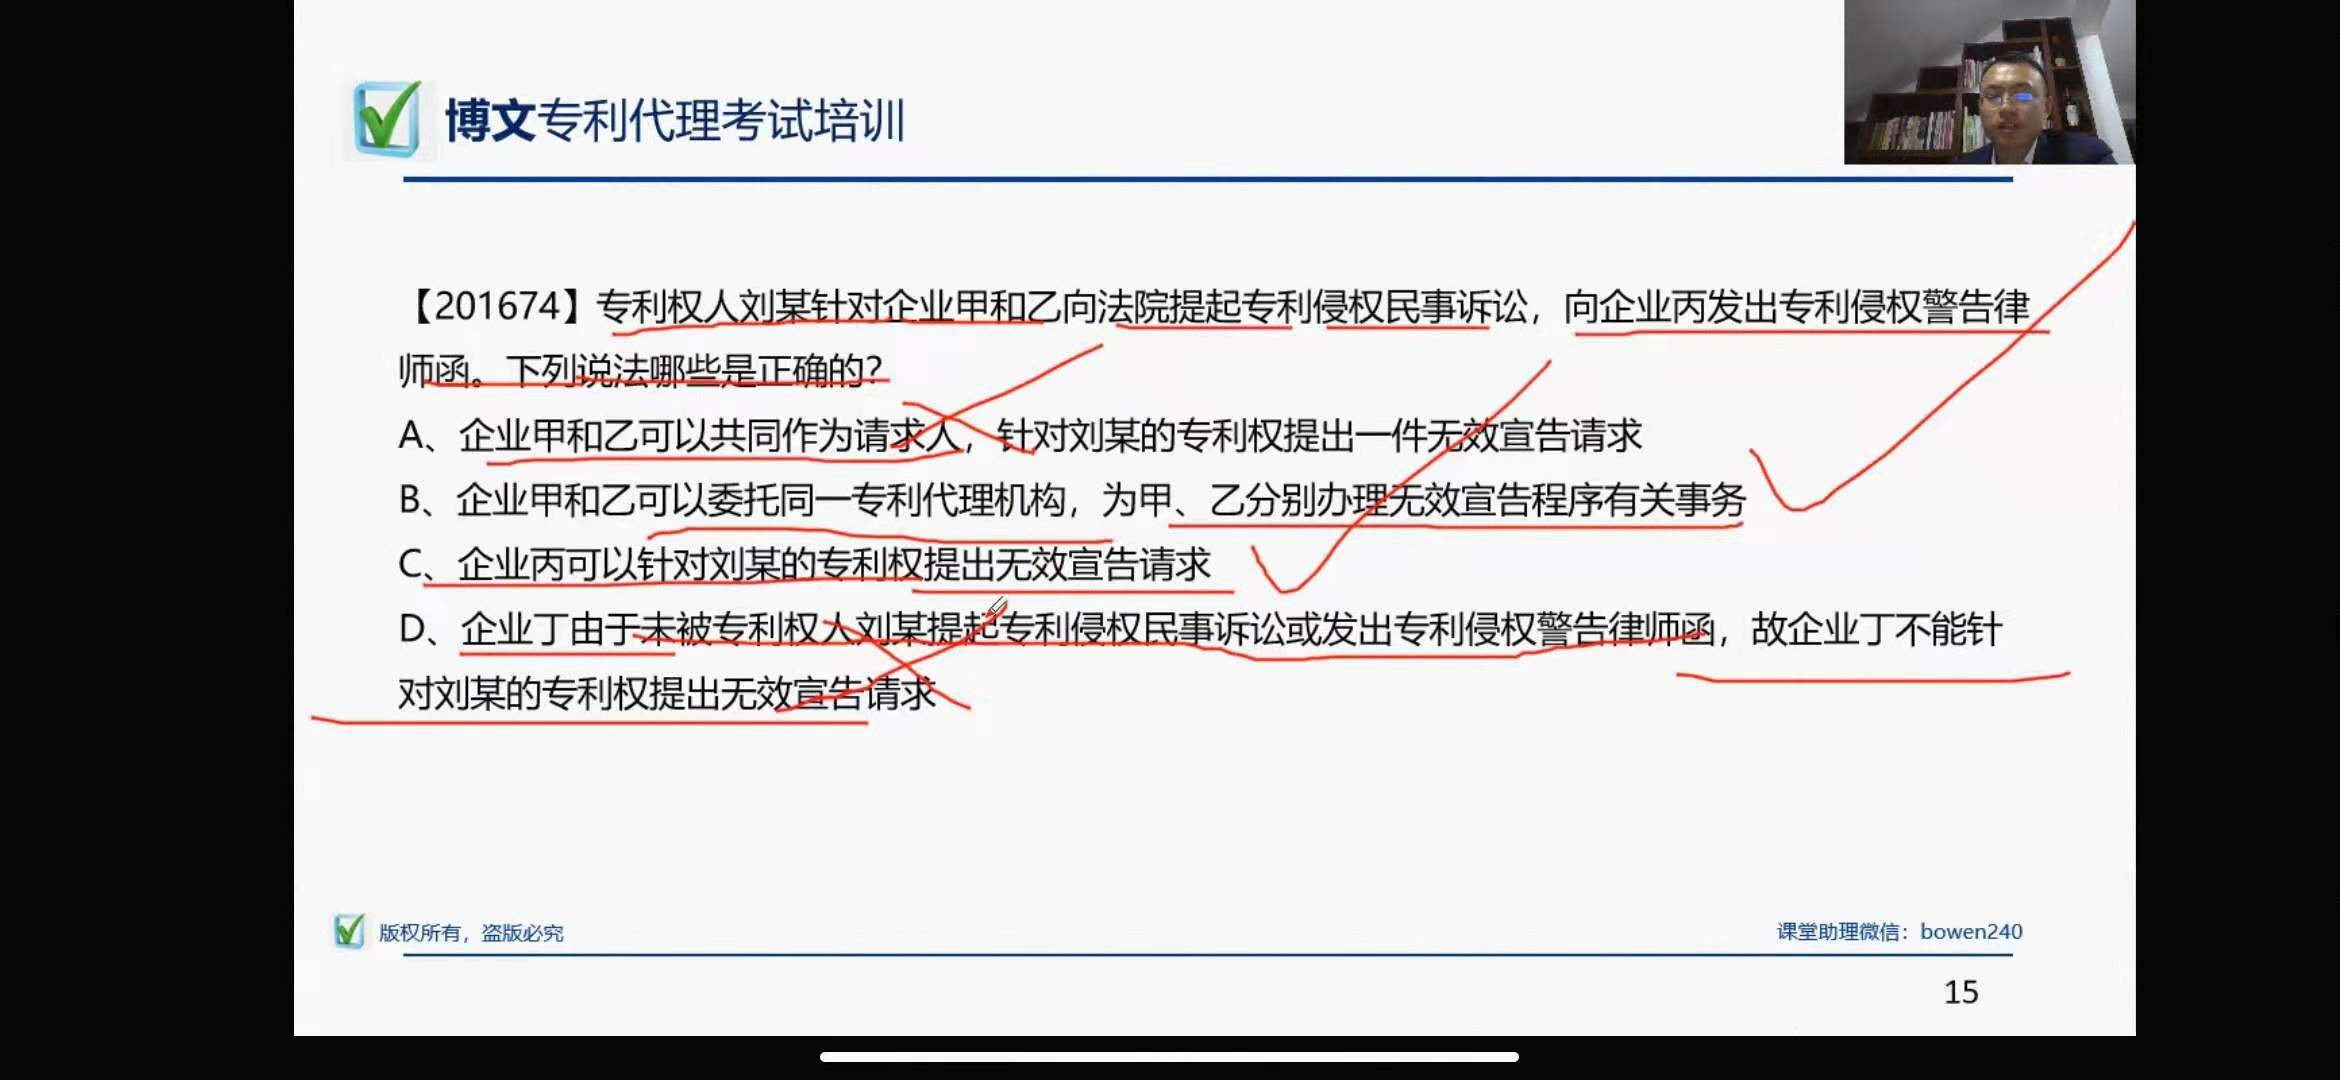 博文专利代理考试培训
【201674】专利权人刘某针对企业甲和乙向法院提起专利侵权民事诉讼，向企业丙发出专利侵权警告律
师函。下列说法哪些是正确的?
A、企业甲和乙可以共同作为请求人，针对刘某的专利权提出一件无效宣告请求
B、企业甲和乙可以委托同一专利代理机构，为甲、乙分别办理无效宣告程序有关事务
C、企业丙可以针对刘某的专利权提出无效宣告请求
D、企业丁由于未被专利权人刘某提起专利侵权民事诉讼或发出专利侵权警告律师函，故企业丁不能针
对刘某的专利权提出无效宣告请求
版权所有，盗版必究
课堂助理微信：bowen240
15